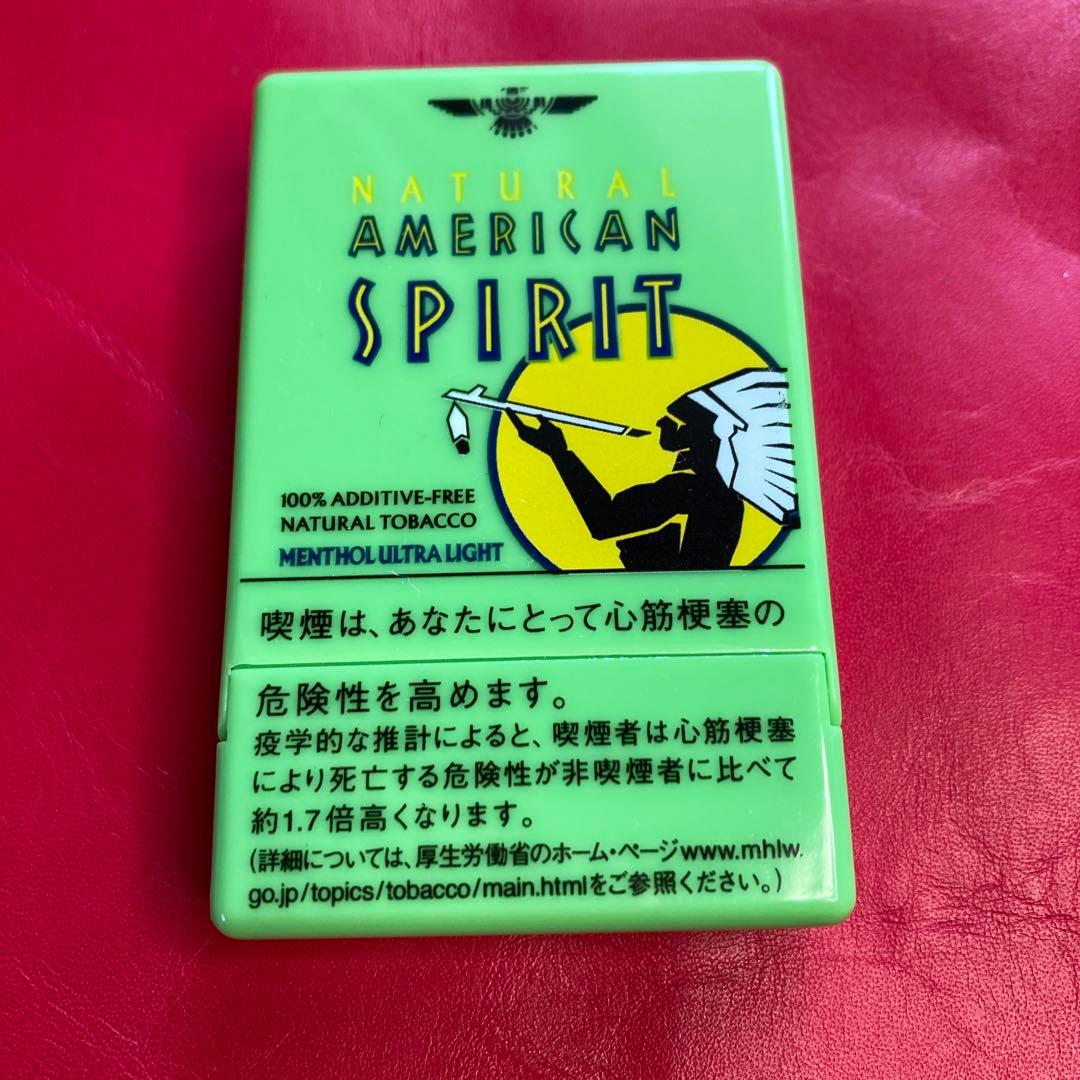 NATURAL
AMERICAN
SPIRIT
100% ADDITIVE-FREE
NATURAL TOBACCO
MENTHOL ULTRA LIGHT
喫煙は、あなたにとって心筋梗塞の
危険性を高めます。
疫学的な推計によると、喫煙者は心筋梗塞
により死亡する危険性が非喫煙者に比べて
約1.7倍高くなります。
(詳細については、厚生労働省のホーム・ページwww.mhlw.
go.jp/topics/tobacco/main.htmlをご参照ください。)